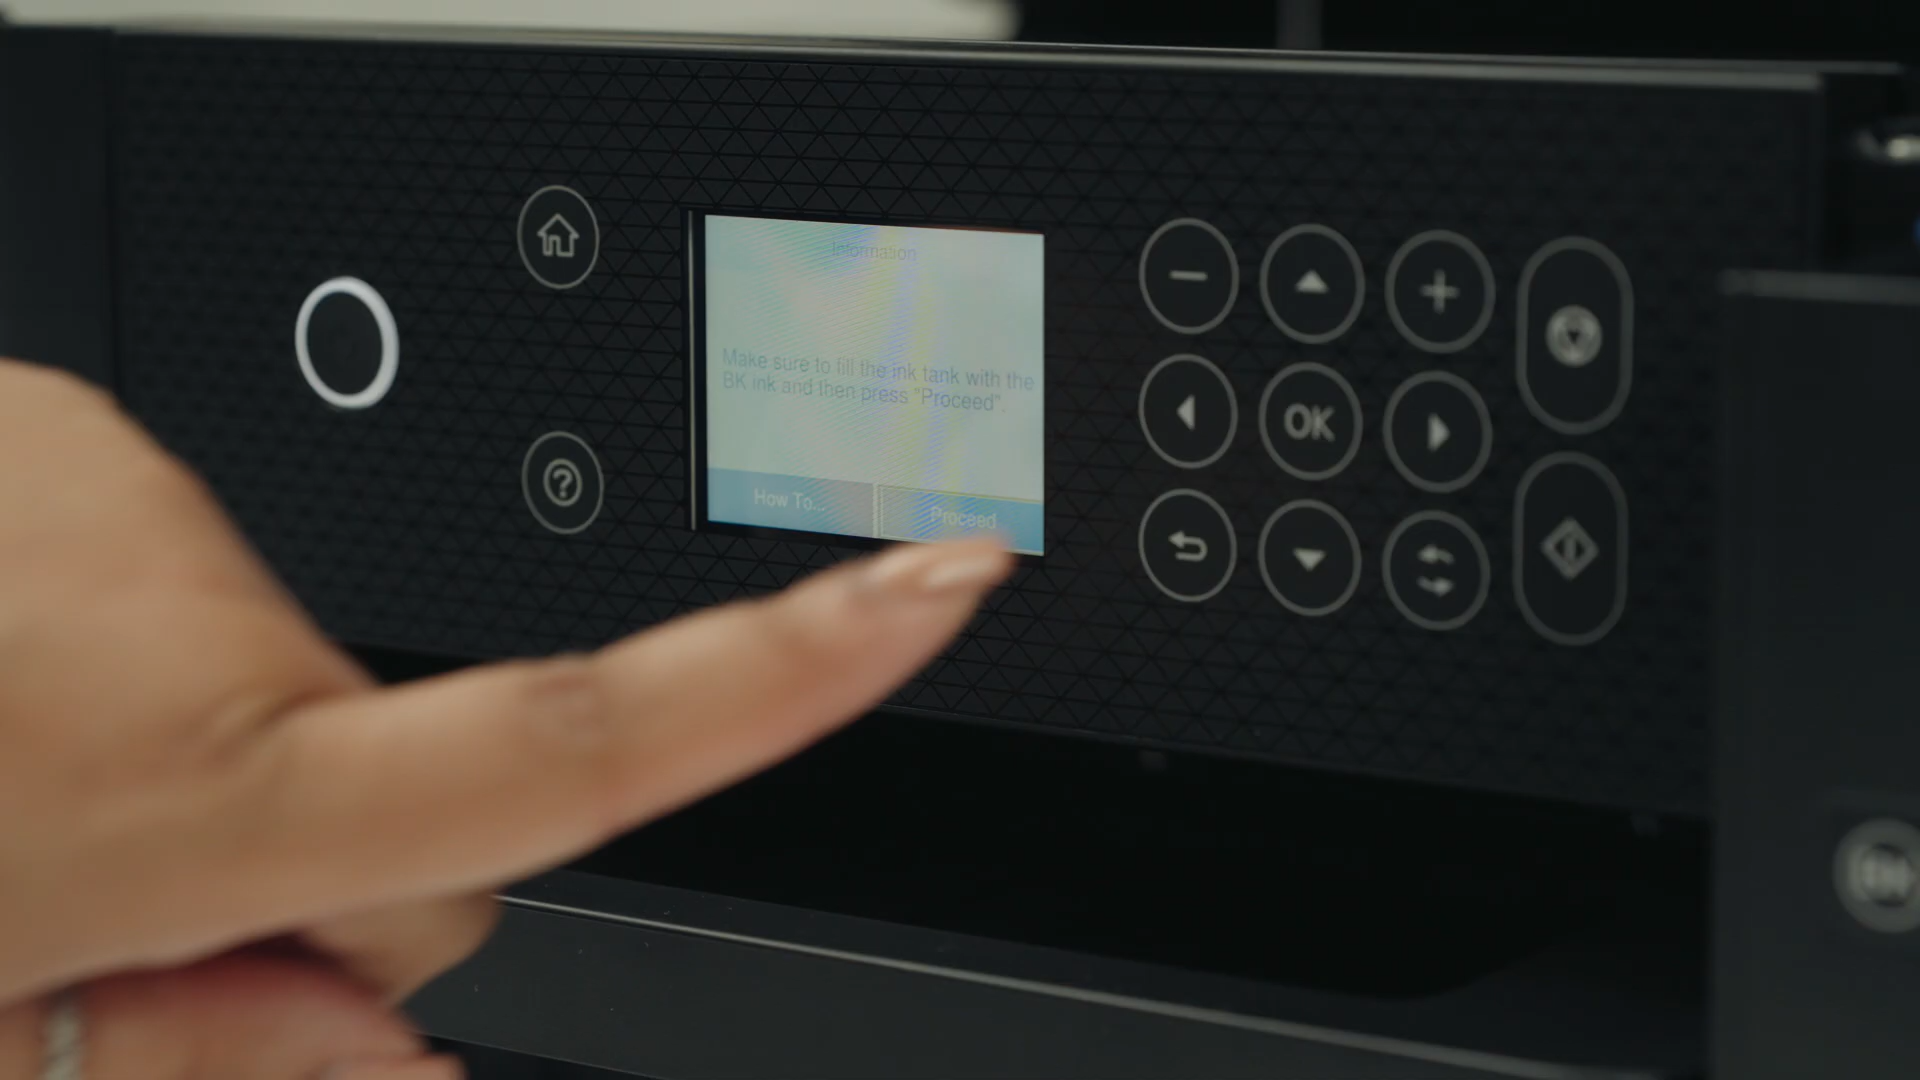 Information
Make sure to fill the ink tank with the
BK ink and then press "Proceed".
How To...
Proceed
OK